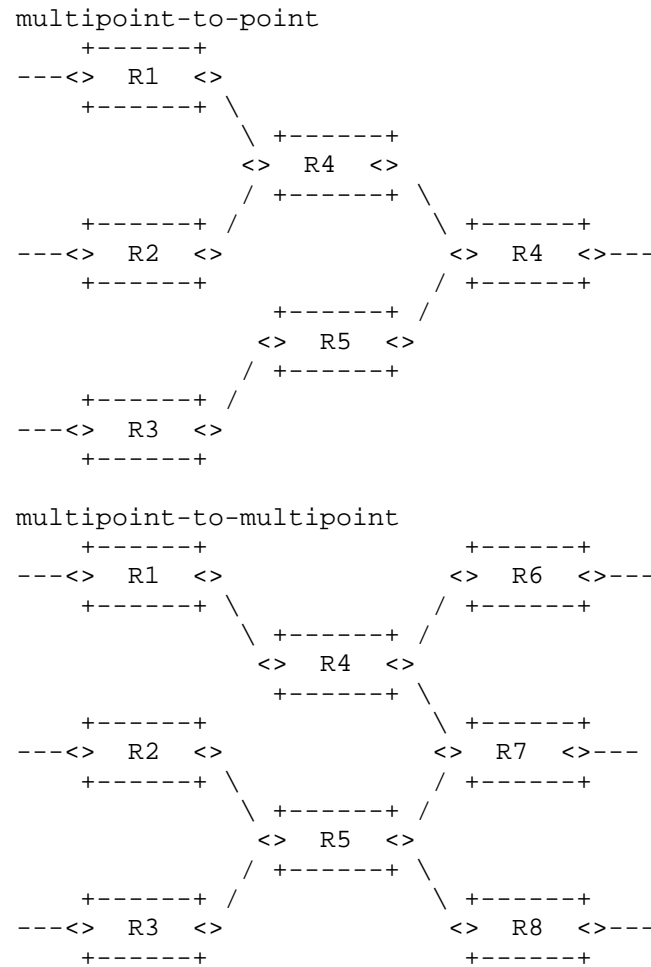 multipoint-to-point
     +------+
---<>  R1  <>
     +------+ \
               \ +------+
               <>  R4  <>
               / +------+ \
     +------+ /            \ +------+
---<>  R2  <>              <>  R4  <>---
     +------+              / +------+
                 +------+ /
                <>  R5  <>
               / +------+
     +------+ /
---<>  R3  <>
     +------+

multipoint-to-multipoint
     +------+                +------+
---<>  R1  <>               <>  R6  <>---
     +------+ \            / +------+
               \ +------+ /
                <>  R4  <>
                 +------+ \
     +------+              \ +------+
---<>  R2  <>              <>  R7  <>---
     +------+ \            / +------+
               \ +------+ /
                <>  R5  <>
               / +------+ \
     +------+ /            \ +------+
---<>  R3  <>               <>  R8  <>---
     +------+                +------+